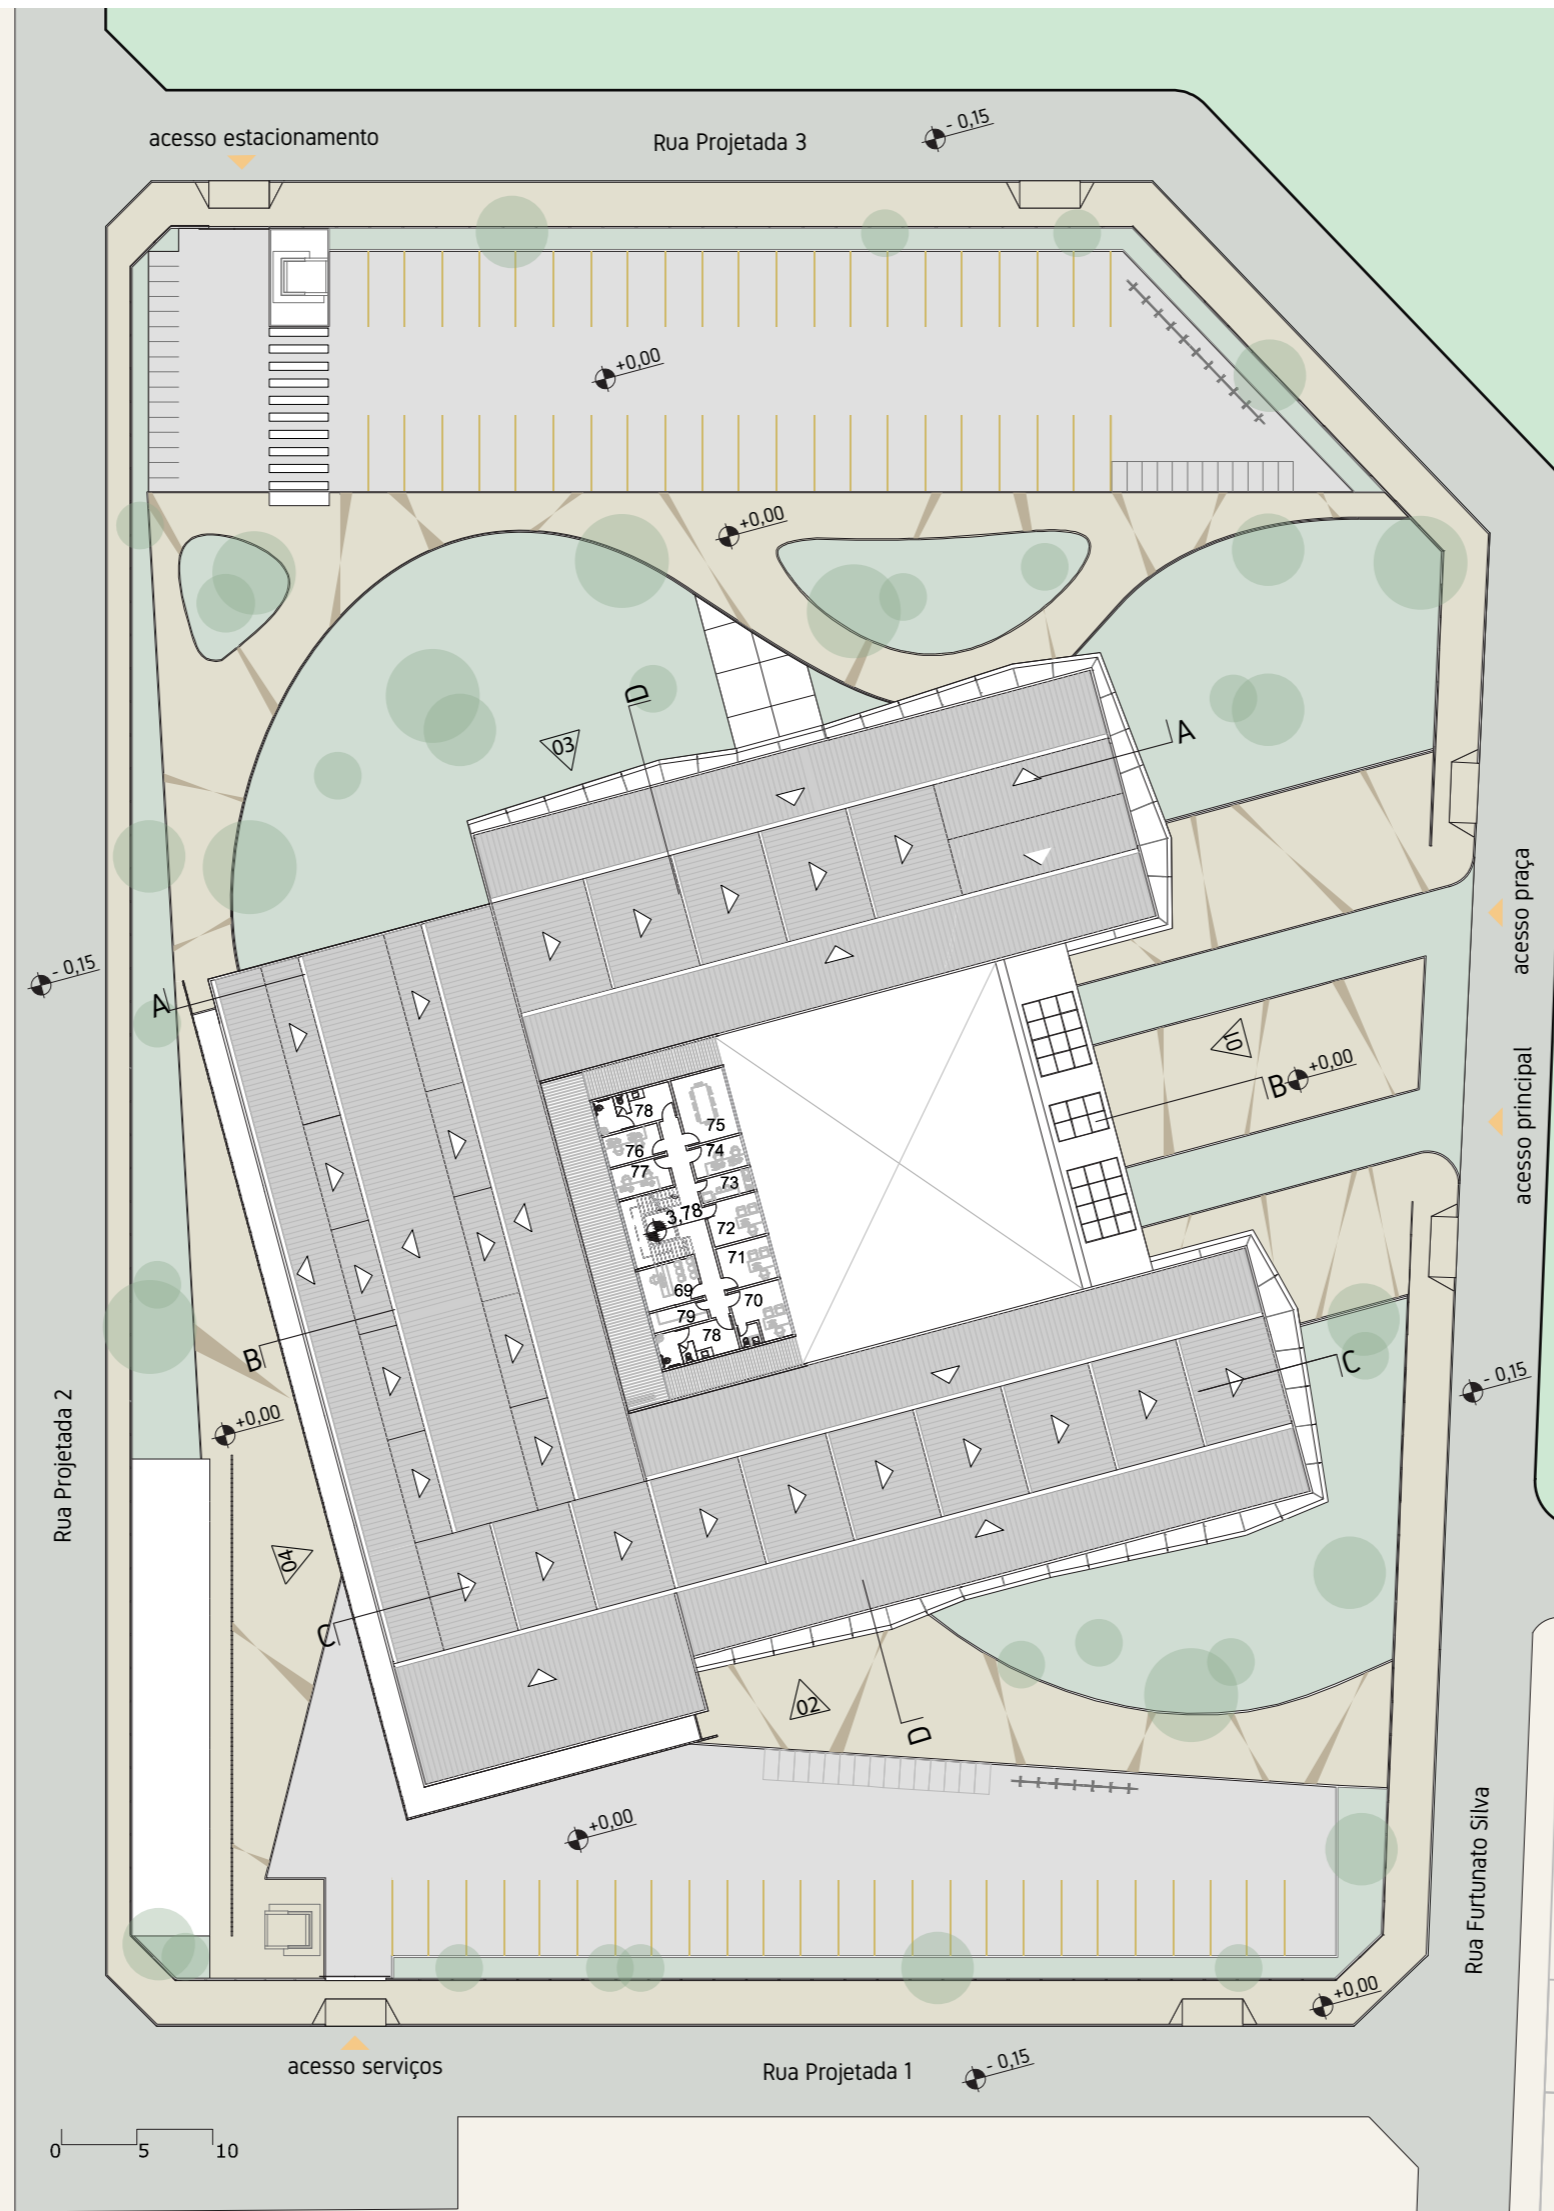 acesso estacionamento
Rua Projetada 3
- 0,15
+0,00
+0,00
D
03
A
acesso praça
- 0,15
A
01
B
+0,00
acesso principal
78
75
76
74
77
73
3,78
72
71
69
70
79
78
B
C
- 0,15
Rua Projetada 2
+0,00
04
C
02
D
+0,00
Rua Furtunato Silva
+0,00
acesso serviços
Rua Projetada 1
- 0,15
0
5
10